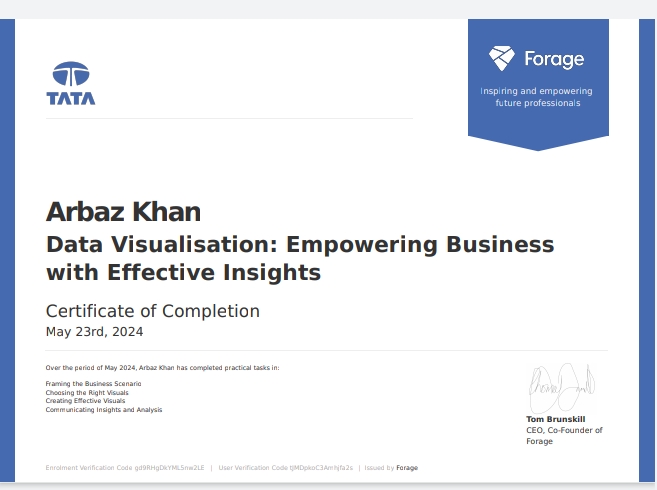 TATA
Forage
Inspiring and empowering
future professionals
Arbaz Khan
Data Visualisation: Empowering Business
with Effective Insights
Certificate of Completion
May 23rd, 2024
Over the period of May 2024, Arbaz Khan has completed practical tasks in:
Framing the Business Scenario
Choosing the Right Visuals
Creating Effective Visuals
Communicating Insights and Analysis
Tom Brunskill
CEO, Co-Founder of
Forage
Enrolment Verification Code gd9RHgDkYML5nw2LE | User Verification Code | Issued by Forage